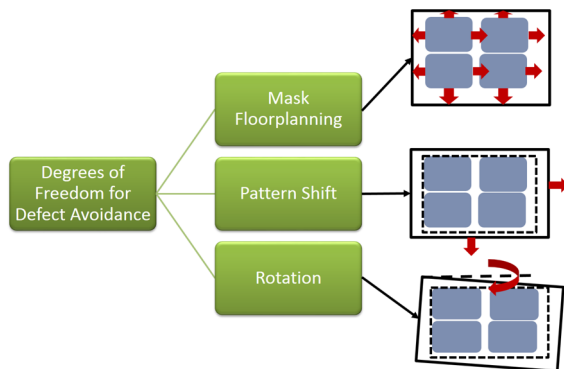 Mask
Floorplanning
Degrees of
Freedom for
Defect Avoidance
Pattern Shift
Rotation